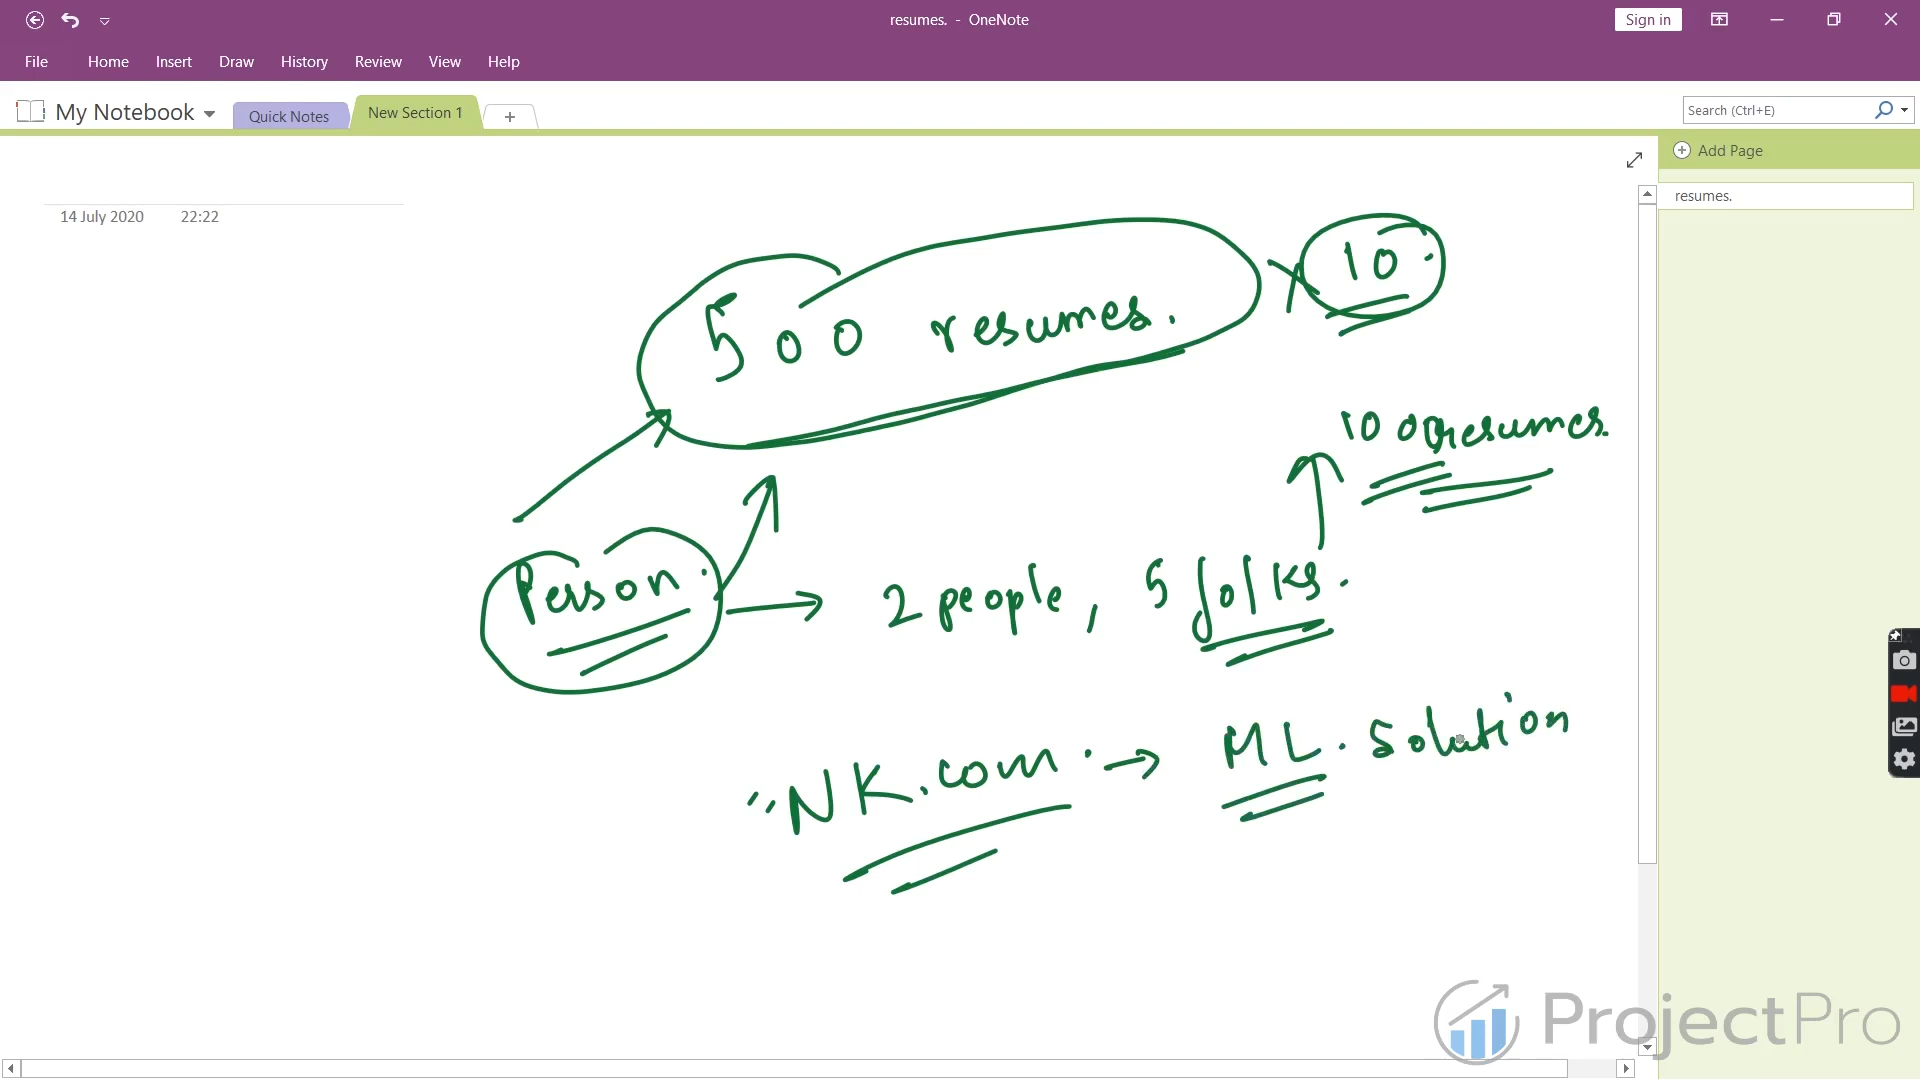 resumes. - OneNote
Sign in
File Home Insert Draw History Review View Help
My Notebook Quick Notes New Section 1 +
Search (Ctrl+E)
Add Page
resumes.
14 July 2020 22:22
500 resumes. X 10.
100 resumes.
Person. → 2 people, 5 folks.
"NK.com. → ML. Solution
ProjectPro